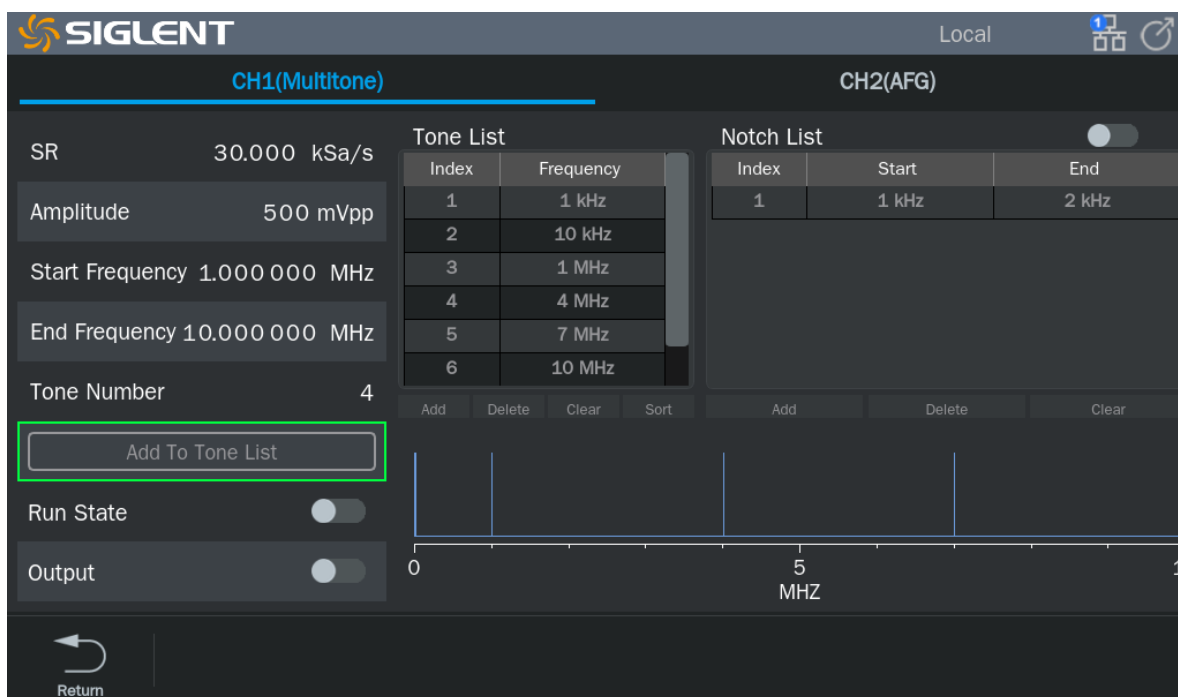 SIGLENT
Local
1
CH1(Multitone)
CH2(AFG)
SR 30.000 kSa/s
Amplitude 500 mVpp
Start Frequency 1.000 000 MHz
End Frequency 10.000 000 MHz
Tone Number 4
Add To Tone List
Run State
Output
Tone List
Index Frequency
1 1 kHz
2 10 kHz
3 1 MHz
4 4 MHz
5 7 MHz
6 10 MHz
Add Delete Clear Sort
Notch List
Index Start End
1 1 kHz 2 kHz
Add Delete Clear
0 5
MHZ
Return